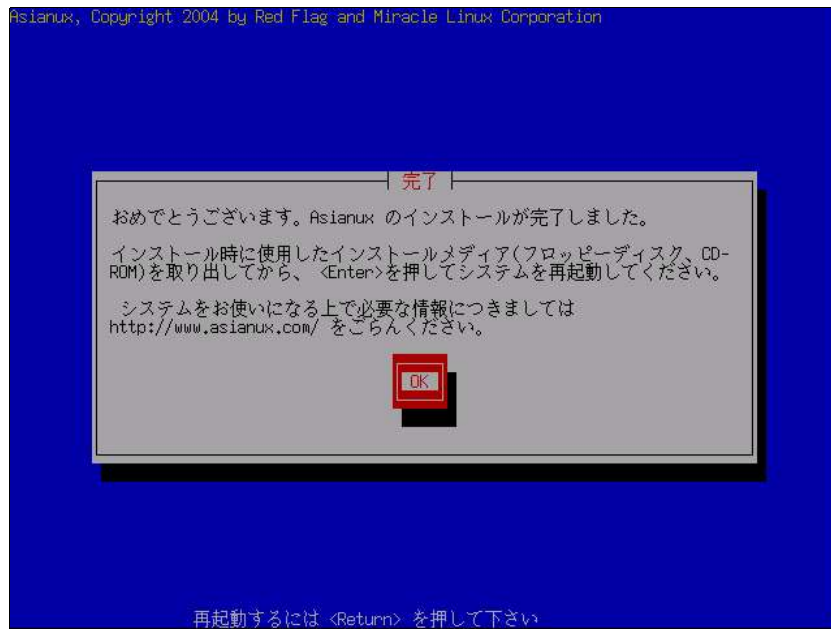 Asianux, Copyright 2004 by Red Flag and Miracle Linux Corporation
完了
おめでとうございます。Asianux のインストールが完了しました。
インストール時に使用したインストールメディア(フロッピーディスク、CD-
ROM)を取り出してから、 <Enter>を押してシステムを再起動してください。
システムをお使いになる上で必要な情報につきましては
http://www.asianux.com/ をごらんください。
OK
再起動するには <Return> を押して下さい